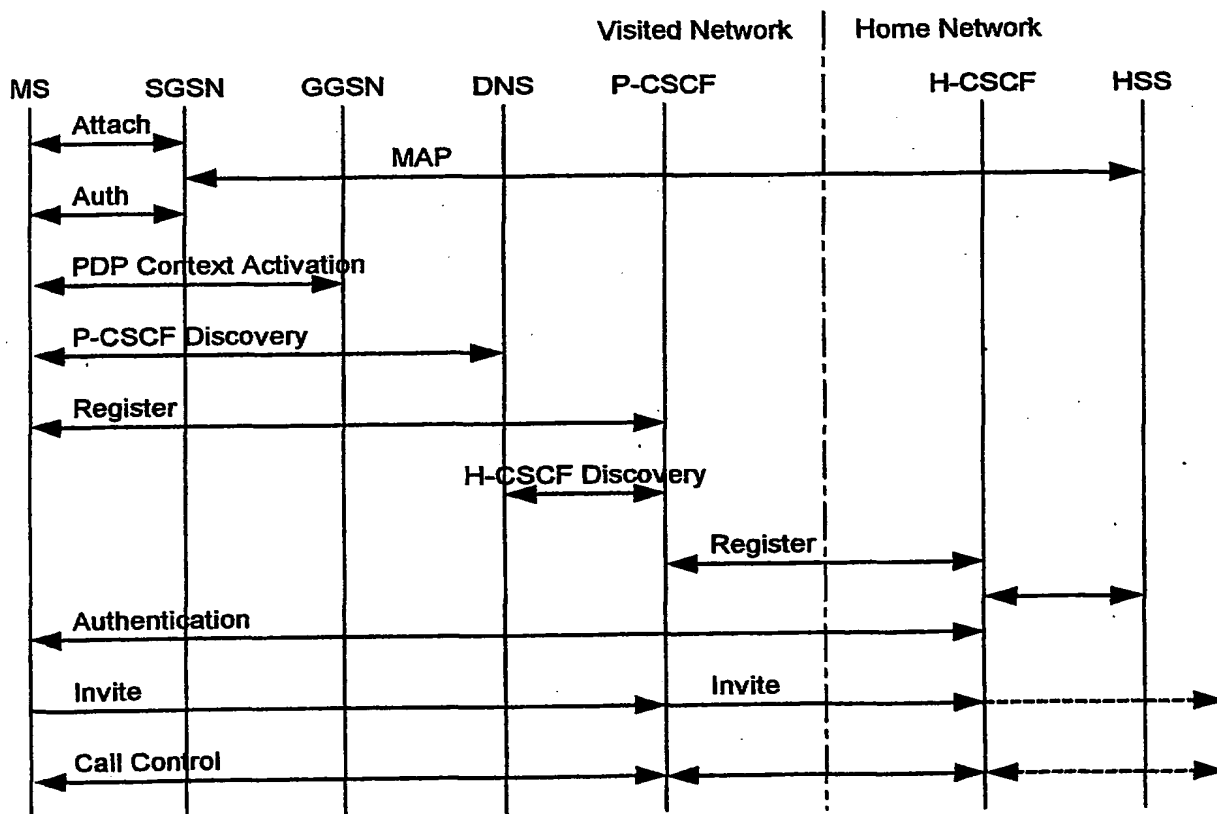 Visited Network
Home Network
MS
SGSN
GGSN
DNS
P-CSCF
H-CSCF
HSS
Attach
MAP
Auth
PDP Context Activation
P-CSCF Discovery
Register
H-CSCF Discovery
Register
Authentication
Invite
Invite
Call Control